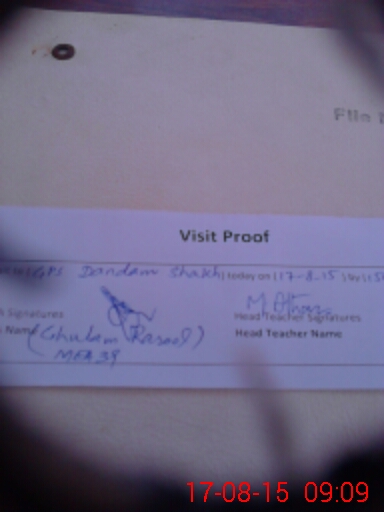 File
Visit Proof
GPS Dandam Shakh today on (17-8-15)
Signatures
Name (Ghulam Rasool)
MEA 39
M Othman
Head Teacher Signatures
Head Teacher Name
17-08-15 09:09